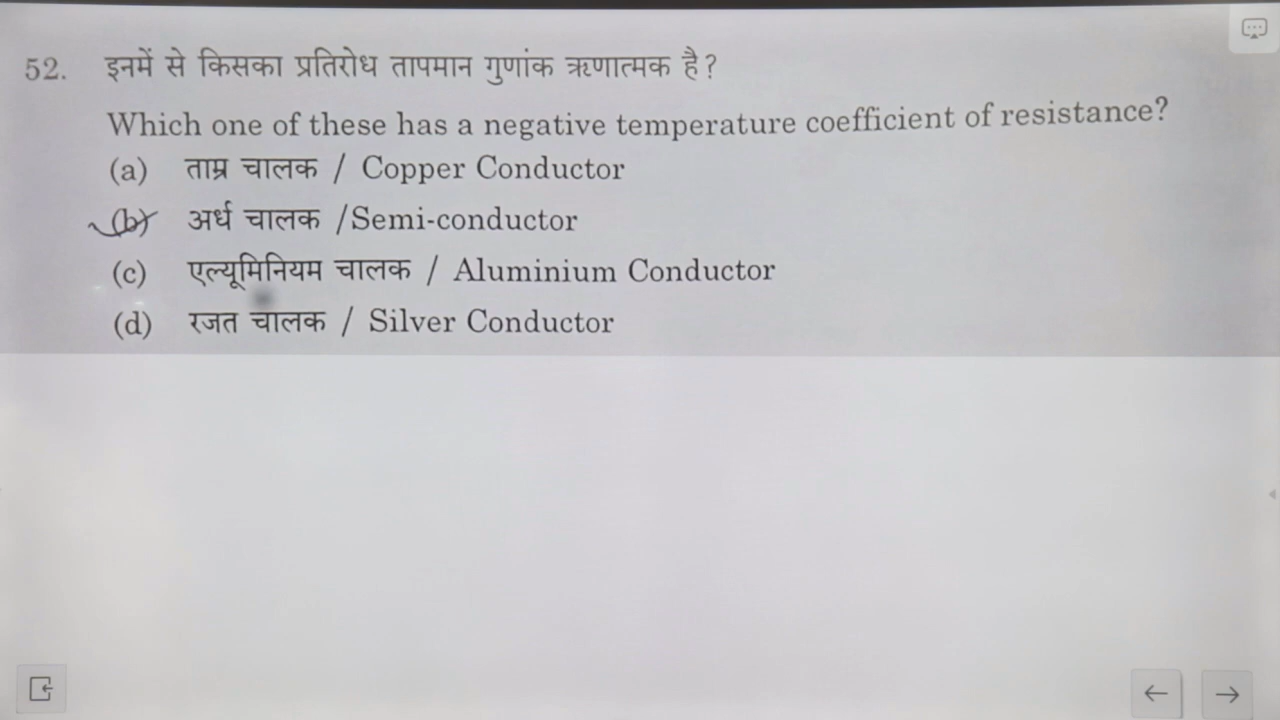 52. इनमें से किसका प्रतिरोध तापमान गुणांक ऋणात्मक है?
Which one of these has a negative temperature coefficient of resistance?
(a) ताम्र चालक / Copper Conductor
(b) अर्ध चालक /Semi-conductor
(c) एल्यूमिनियम चालक / Aluminium Conductor
(d) रजत चालक / Silver Conductor